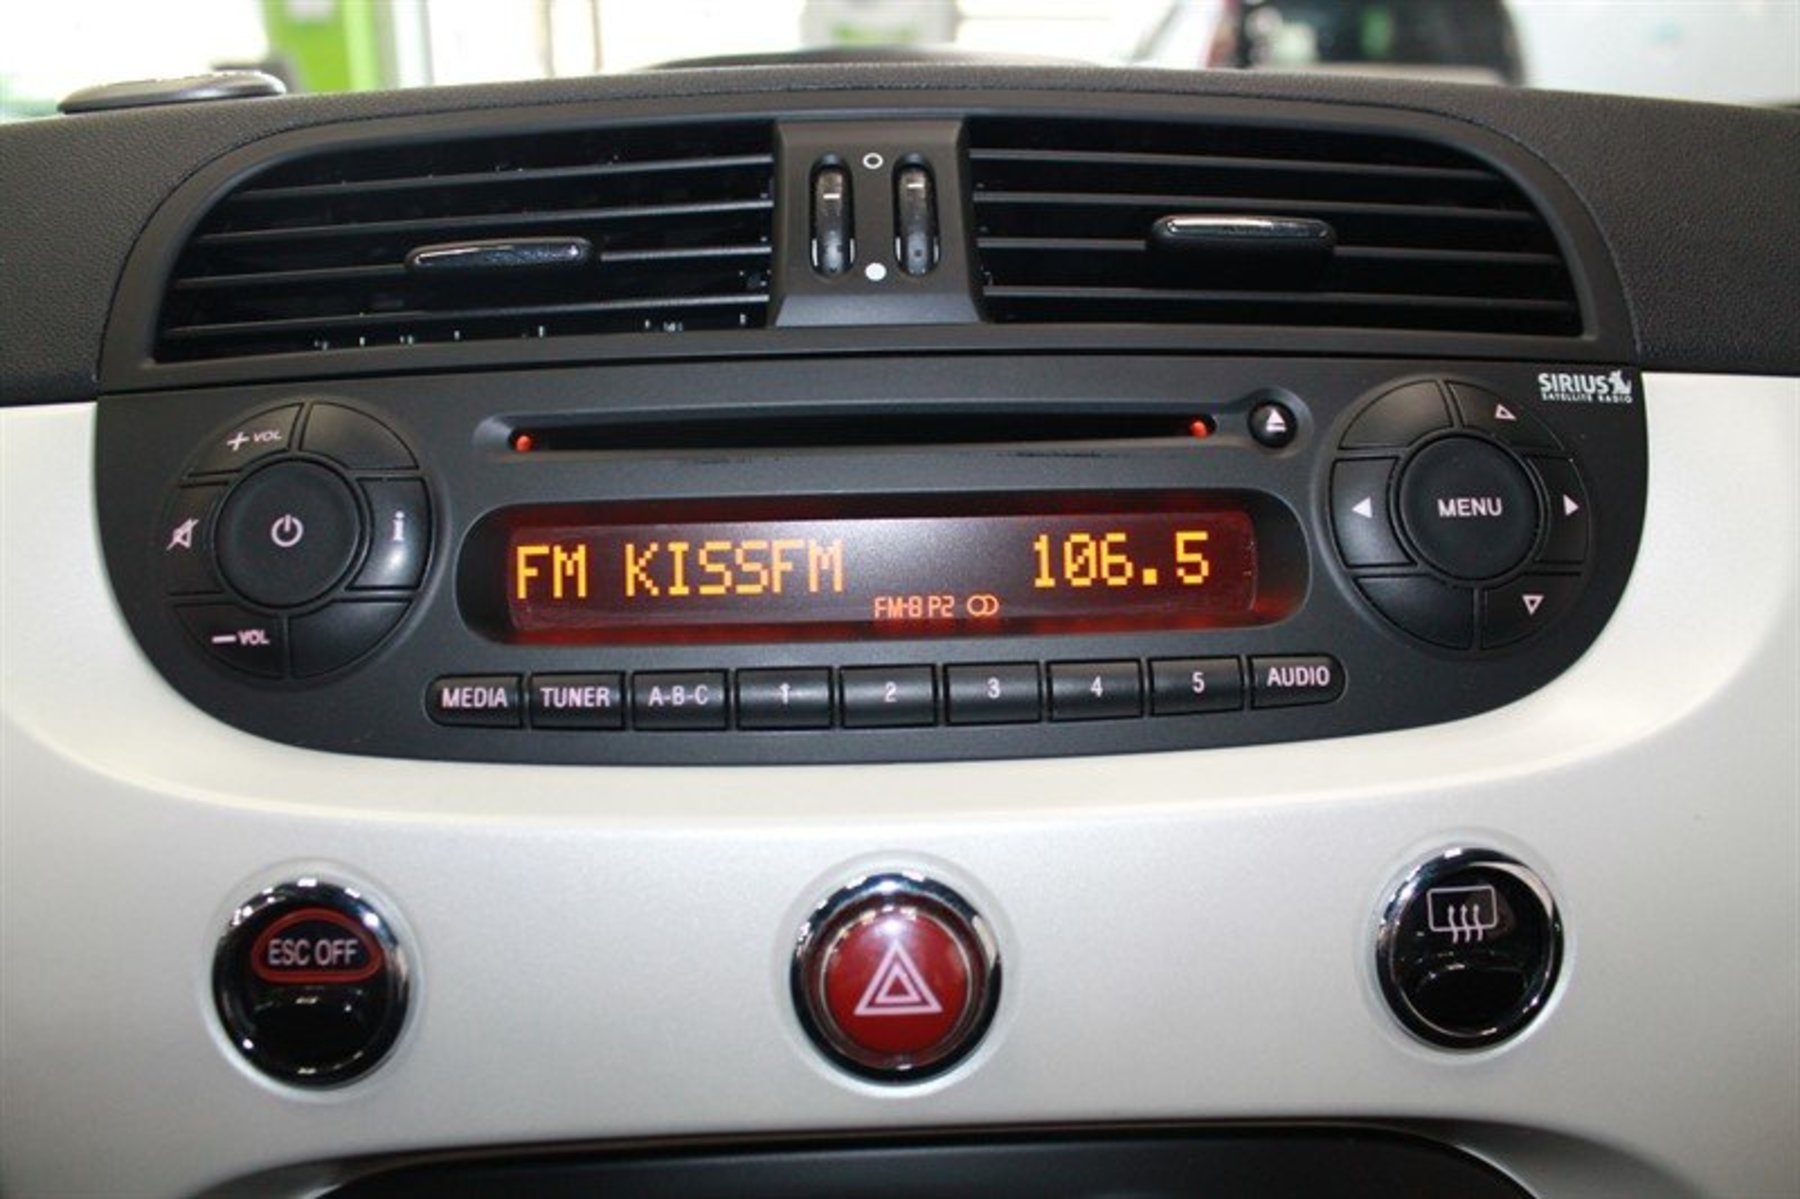 SIRIUS
SATELLITE RADIO
+ VOL
MENU
FM KISSFM 106.5
FM-8 P2
— VOL
MEDIA TUNER A-B-C 1 2 3 4 5 AUDIO
ESC OFF